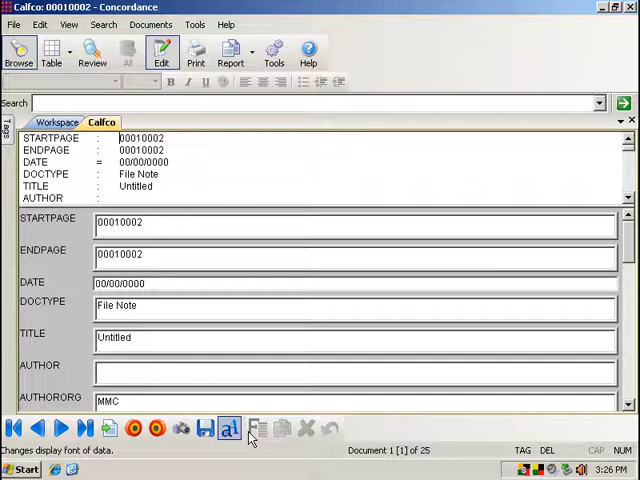 Calfco: 00010002 - Concordance
File Edit View Search Documents Tools Help
Browse Table Review All Edit Print Report Tools Help
B I U
Search
Tags
Workspace Calfco
STARTPAGE : 00010002
ENDPAGE : 00010002
DATE = 00/00/0000
DOCTYPE : File Note
TITLE : Untitled
AUTHOR :
STARTPAGE 00010002
ENDPAGE 00010002
DATE 00/00/0000
DOCTYPE File Note
TITLE Untitled
AUTHOR
AUTHORORG MMC
Changes display font of data. Document 1 [1] of 25 TAG DEL CAP NUM
Start 3:26 PM